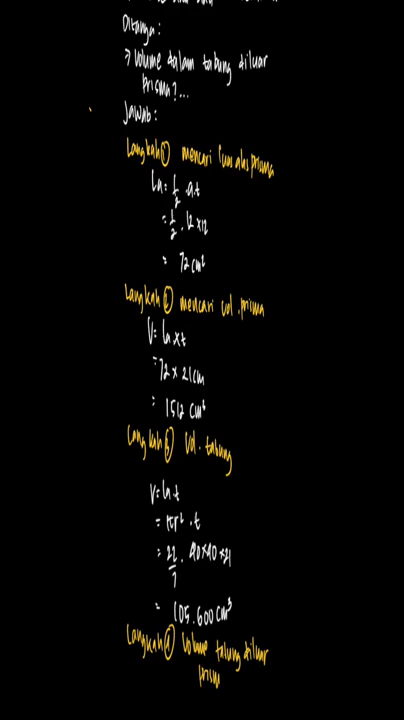 Ditanya:
→ Volume dalam tabung diluar
prisma?...
Jawab:
Langkah ① mencari luas alas prisma
La = 1/2 . a.t
= 1/2 . 12 x 12
= 72 cm²
Langkah ② mencari vol. prisma
V = La x t
= 72 x 21 cm
= 1512 cm³
Langkah ③ Vol. tabung
V = La t
= πr² . t
= 22/7 . 40 x 40 x 21
= 105.600 cm³
Langkah ④ Volume tabung diluar
prism